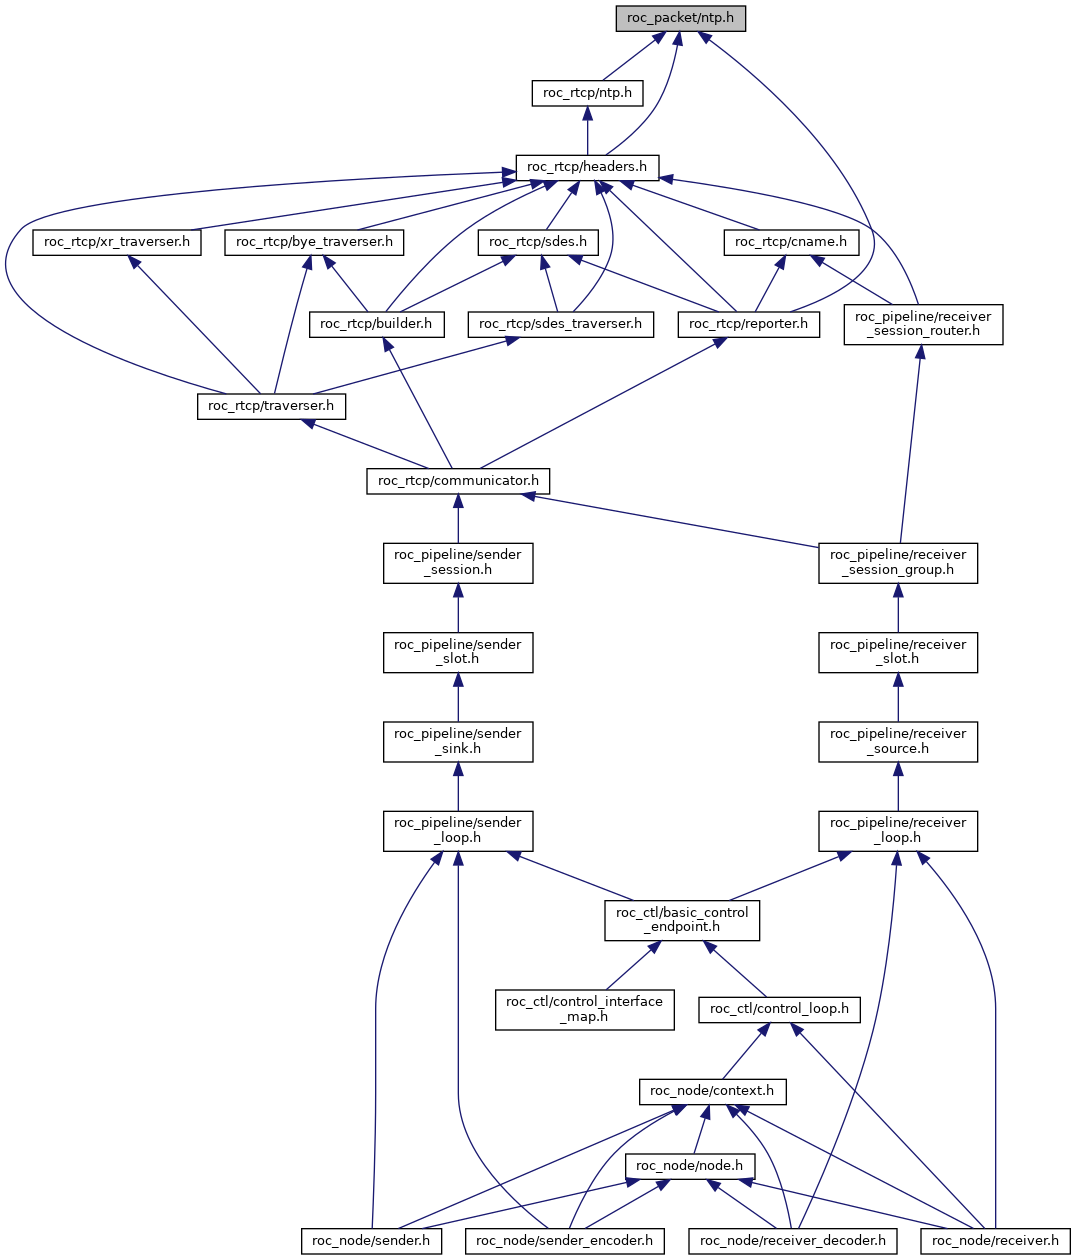 roc_packet/ntp.h
roc_rtcp/ntp.h
roc_rtcp/headers.h
roc_rtcp/xr_traverser.h
roc_rtcp/bye_traverser.h
roc_rtcp/sdes.h
roc_rtcp/cname.h
roc_rtcp/builder.h
roc_rtcp/sdes_traverser.h
roc_rtcp/reporter.h
roc_pipeline/receiver
_session_router.h
roc_rtcp/traverser.h
roc_rtcp/communicator.h
roc_pipeline/sender
_session.h
roc_pipeline/receiver
_session_group.h
roc_pipeline/sender
_slot.h
roc_pipeline/receiver
_slot.h
roc_pipeline/sender
_sink.h
roc_pipeline/receiver
_source.h
roc_pipeline/sender
_loop.h
roc_pipeline/receiver
_loop.h
roc_ctl/basic_control
_endpoint.h
roc_ctl/control_interface
_map.h
roc_ctl/control_loop.h
roc_node/context.h
roc_node/node.h
roc_node/sender.h
roc_node/sender_encoder.h
roc_node/receiver_decoder.h
roc_node/receiver.h